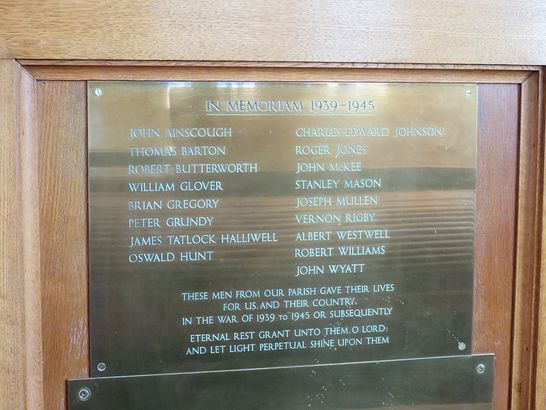 IN MEMORIAM 1939-1945
JOHN AINSCOUGH
THOMAS BARTON
ROBERT BUTTERWORTH
WILLIAM GLOVER
BRIAN GREGORY
PETER GRUNDY
JAMES TATLOCK HALLIWELL
OSWALD HUNT
CHARLES EDWARD JOHNSON
ROGER JONES
JOHN McKEE
STANLEY MASON
JOSEPH MULLEN
VERNON RIGBY
ALBERT WESTWELL
ROBERT WILLIAMS
JOHN WYATT
THESE MEN FROM OUR PARISH GAVE THEIR LIVES
FOR US, AND THEIR COUNTRY,
IN THE WAR OF 1939 to 1945 OR SUBSEQUENTLY
ETERNAL REST GRANT UNTO THEM, O LORD:
AND LET LIGHT PERPETUAL SHINE UPON THEM